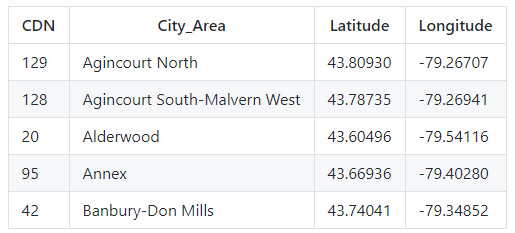 CDN City_Area Latitude Longitude
129 Agincourt North 43.80930 -79.26707
128 Agincourt South-Malvern West 43.78735 -79.26941
20 Alderwood 43.60496 -79.54116
95 Annex 43.66936 -79.40280
42 Banbury-Don Mills 43.74041 -79.34852